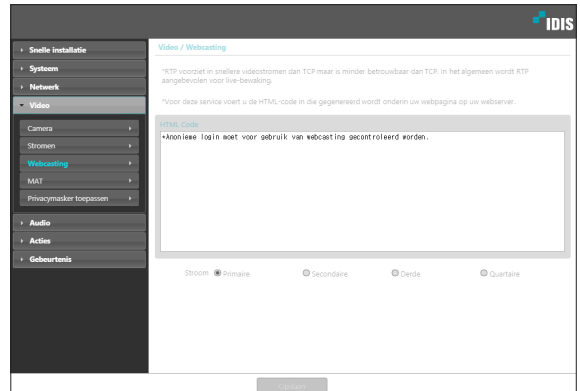 IDIS
Snelle installatie
Systeem
Netwerk
Video
Camera
Stromen
Webcasting
MAT
Privacymasker toepassen
Audio
Acties
Gebeurtenis
Video / Webcasting
*RTP voorziet in snellere videostromen dan TCP maar is minder betrouwbaar dan TCP. In het algemeen wordt RTP
aanbevolen voor live-bewaking.
*Voor deze service voert u de HTML-code in die gegenereerd wordt onderin uw webpagina op uw webserver.
HTML Code
*Anonieme login moet voor gebruik van webcasting gecontroleerd worden.
Stroom Primaire Secondaire Derde Quartaire
Opslaan